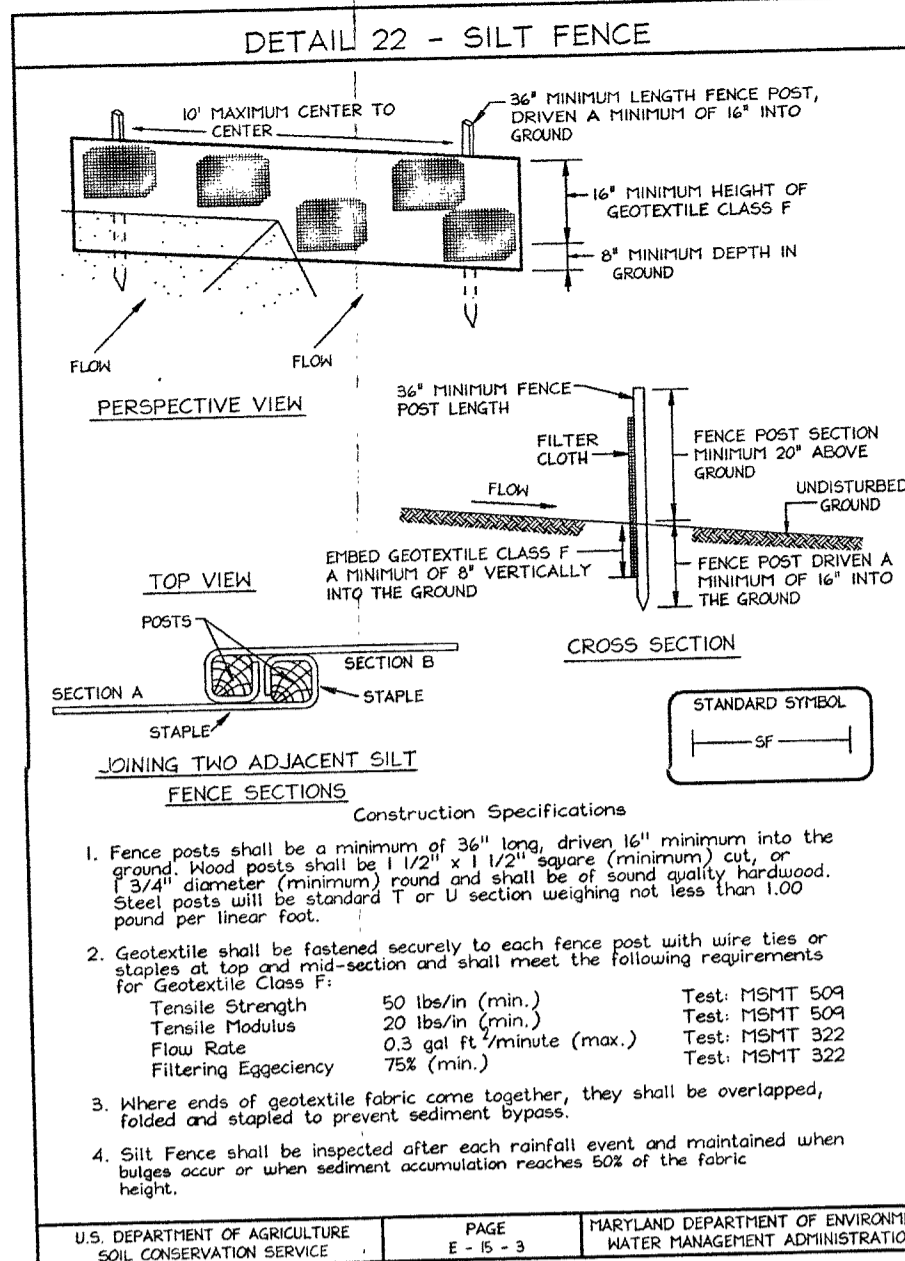 DETAIL 22 - SILT FENCE
10' MAXIMUM CENTER TO
CENTER
36" MINIMUM LENGTH FENCE POST,
DRIVEN A MINIMUM OF 16" INTO
GROUND
16" MINIMUM HEIGHT OF
GEOTEXTILE CLASS F
8" MINIMUM DEPTH IN
GROUND
FLOW
FLOW
PERSPECTIVE VIEW
36" MINIMUM FENCE
POST LENGTH
FILTER
CLOTH
FENCE POST SECTION
MINIMUM 20" ABOVE
GROUND
FLOW
UNDISTURBED
GROUND
EMBED GEOTEXTILE CLASS F
A MINIMUM OF 8" VERTICALLY
INTO THE GROUND
FENCE POST DRIVEN A
MINIMUM OF 16" INTO
THE GROUND
CROSS SECTION
TOP VIEW
POSTS
SECTION B
SECTION A
STAPLE
STAPLE
JOINING TWO ADJACENT SILT
FENCE SECTIONS
STANDARD SYMBOL
SF
Construction Specifications
1. Fence posts shall be a minimum of 36" long, driven 16" minimum into the
ground. Wood posts shall be 1 1/2" x 1 1/2" square (minimum) cut, or
1 3/4" diameter (minimum) round and shall be of sound quality hardwood.
Steel posts will be standard T or U section weighing not less than 1.00
pound per linear foot.
2. Geotextile shall be fastened securely to each fence post with wire ties or
staples at top and mid-section and shall meet the following requirements
for Geotextile Class F:
Tensile Strength 50 lbs/in (min.) Test: MSMT 509
Tensile Modulus 20 lbs/in (min.) Test: MSMT 509
Flow Rate 0.3 gal ft ²/minute (max.) Test: MSMT 322
Filtering Eggeciency 75% (min.) Test: MSMT 322
3. Where ends of geotextile fabric come together, they shall be overlapped,
folded and stapled to prevent sediment bypass.
4. Silt Fence shall be inspected after each rainfall event and maintained when
bulges occur or when sediment accumulation reaches 50% of the fabric
height.
U.S. DEPARTMENT OF AGRICULTURE
SOIL CONSERVATION SERVICE
PAGE
E - 15 - 3
MARYLAND DEPARTMENT OF ENVIRONME
WATER MANAGEMENT ADMINISTRATIO